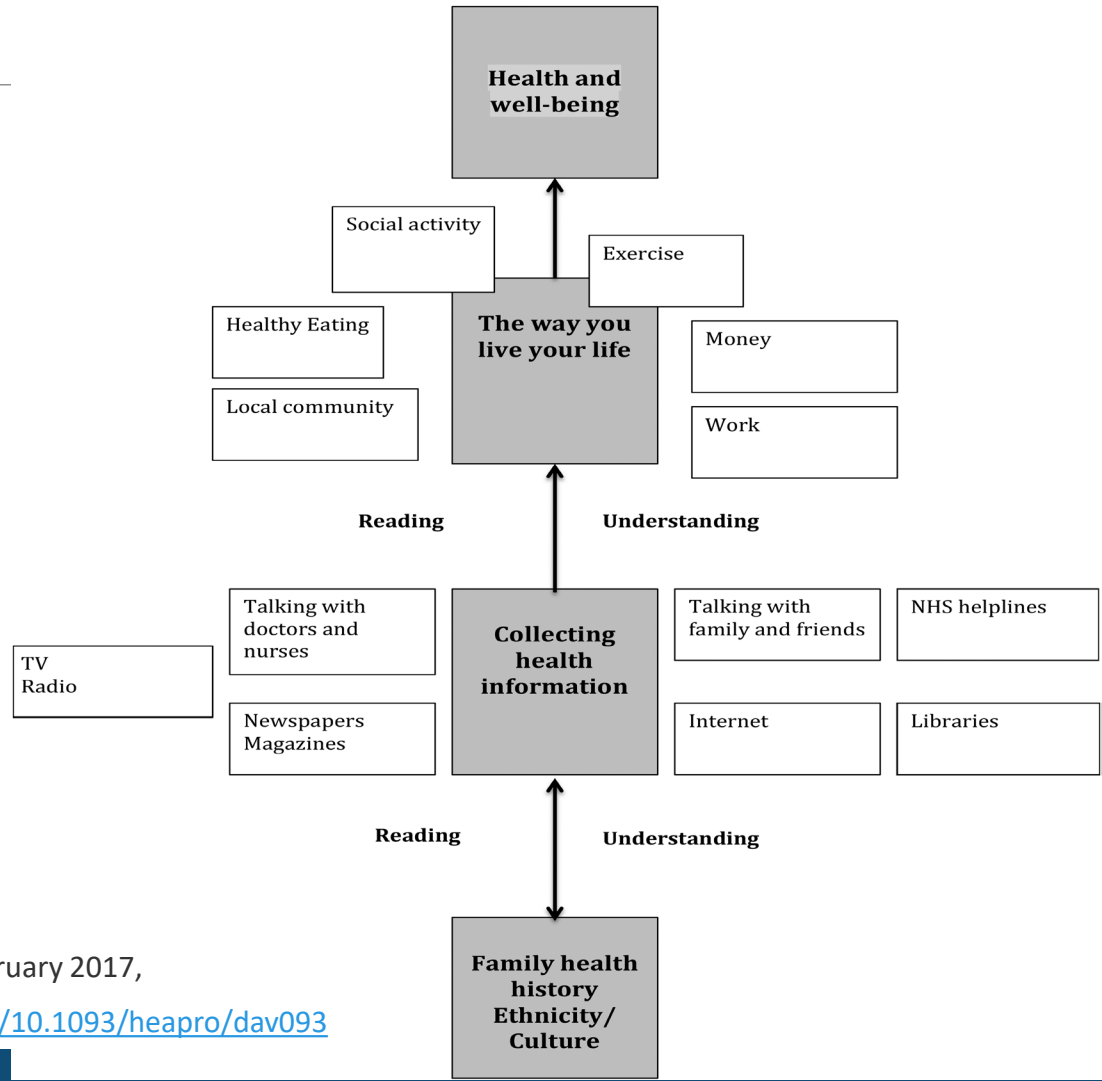 Health and
well-being
Social activity
Exercise
Healthy Eating
The way you
live your life
Money
Local community
Work
Reading
Understanding
Talking with
doctors and
nurses
Collecting
health
information
Talking with
family and friends
NHS helplines
TV
Radio
Newspapers
Magazines
Internet
Libraries
Reading
Understanding
Family health
history
Ethnicity/
Culture
ruary 2017,
/10.1093/heapro/dav093